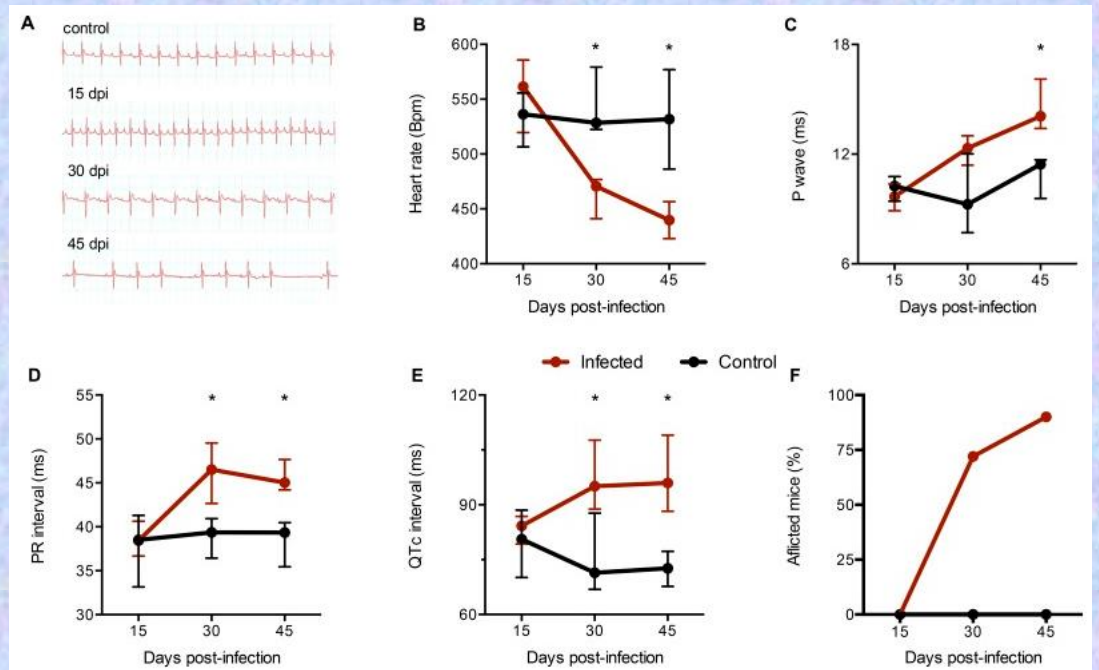 A
control
15 dpi
30 dpi
45 dpi
B
Heart rate (Bpm)
600
550
500
450
400
*
*
15
30
45
Days post-infection
C
P wave (ms)
18
12
6
*
15
30
45
Days post-infection
Infected
Control
D
PR interval (ms)
55
50
45
40
35
30
*
*
15
30
45
Days post-infection
E
QTc interval (ms)
120
90
60
*
*
15
30
45
Days post-infection
F
Aflicted mice (%)
100
75
50
25
0
15
30
45
Days post-infection